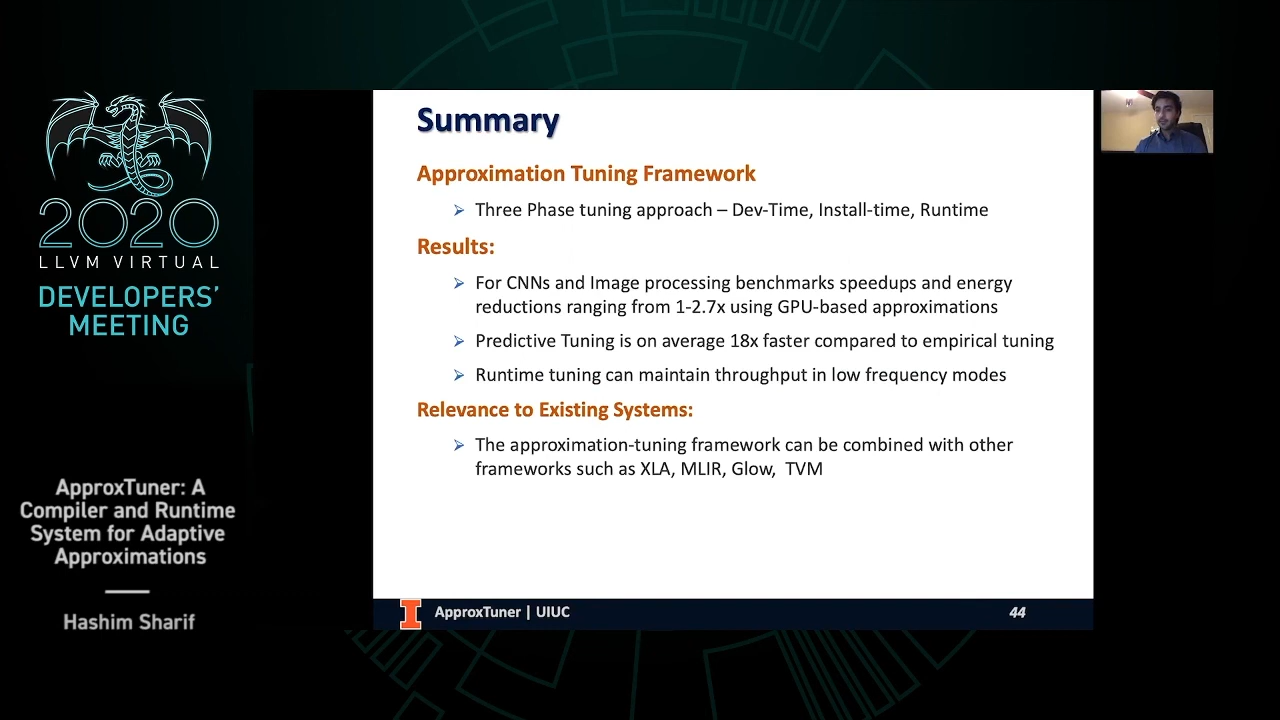 2020
LLVM VIRTUAL
DEVELOPERS'
MEETING
ApproxTuner: A
Compiler and Runtime
System for Adaptive
Approximations
Hashim Sharif
Summary
Approximation Tuning Framework
➢ Three Phase tuning approach – Dev-Time, Install-time, Runtime
Results:
➢ For CNNs and Image processing benchmarks speedups and energy
reductions ranging from 1-2.7x using GPU-based approximations
➢ Predictive Tuning is on average 18x faster compared to empirical tuning
➢ Runtime tuning can maintain throughput in low frequency modes
Relevance to Existing Systems:
➢ The approximation-tuning framework can be combined with other
frameworks such as XLA, MLIR, Glow, TVM
ApproxTuner | UIUC
44